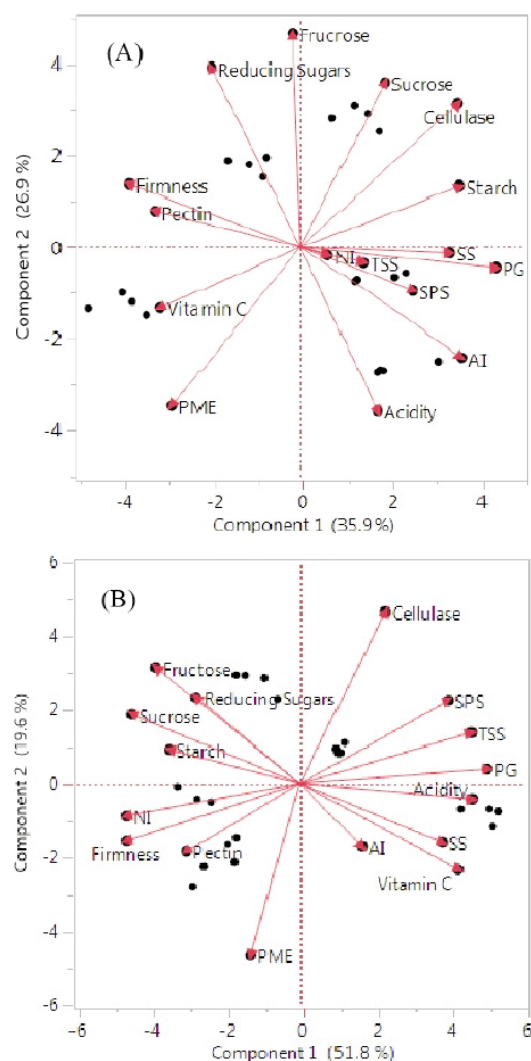 (A)
Frucrose
Reducing Sugars
Sucrose
Cellulase
Firmness
Pectin
Starch
NI
TSS
SS
PG
SPS
Vitamin C
AI
PME
Acidity
4
2
0
-2
-4
Component 2 (26.9 %)
-4 -2 0 2 4
Component 1 (35.9 %)
(B)
Cellulase
Fructose
Reducing Sugars
Sucrose
Starch
SPS
TSS
PG
Acidity
NI
Firmness
Pectin
AI
SS
Vitamin C
PME
6
4
2
0
-2
-4
-6
Component 2 (19.6 %)
-6 -4 -2 0 2 4 6
Component 1 (51.8 %)